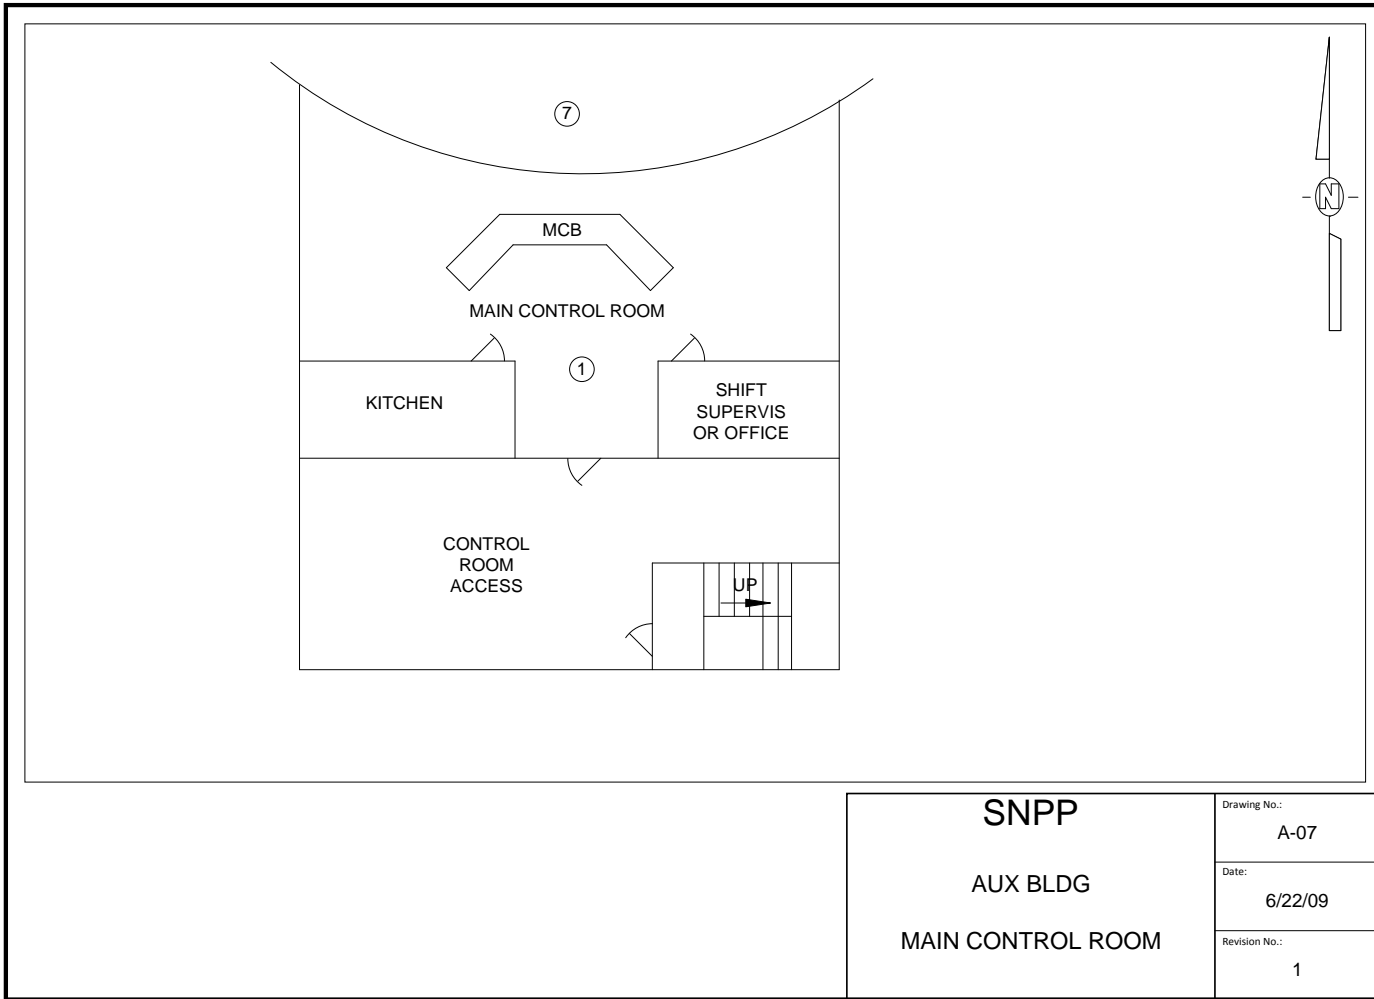 7
MCB
MAIN CONTROL ROOM
1
KITCHEN
SHIFT
SUPERVIS
OR OFFICE
CONTROL
ROOM
ACCESS
UP
N
SNPP
AUX BLDG
MAIN CONTROL ROOM
Drawing No.:
A-07
Date:
6/22/09
Revision No.:
1